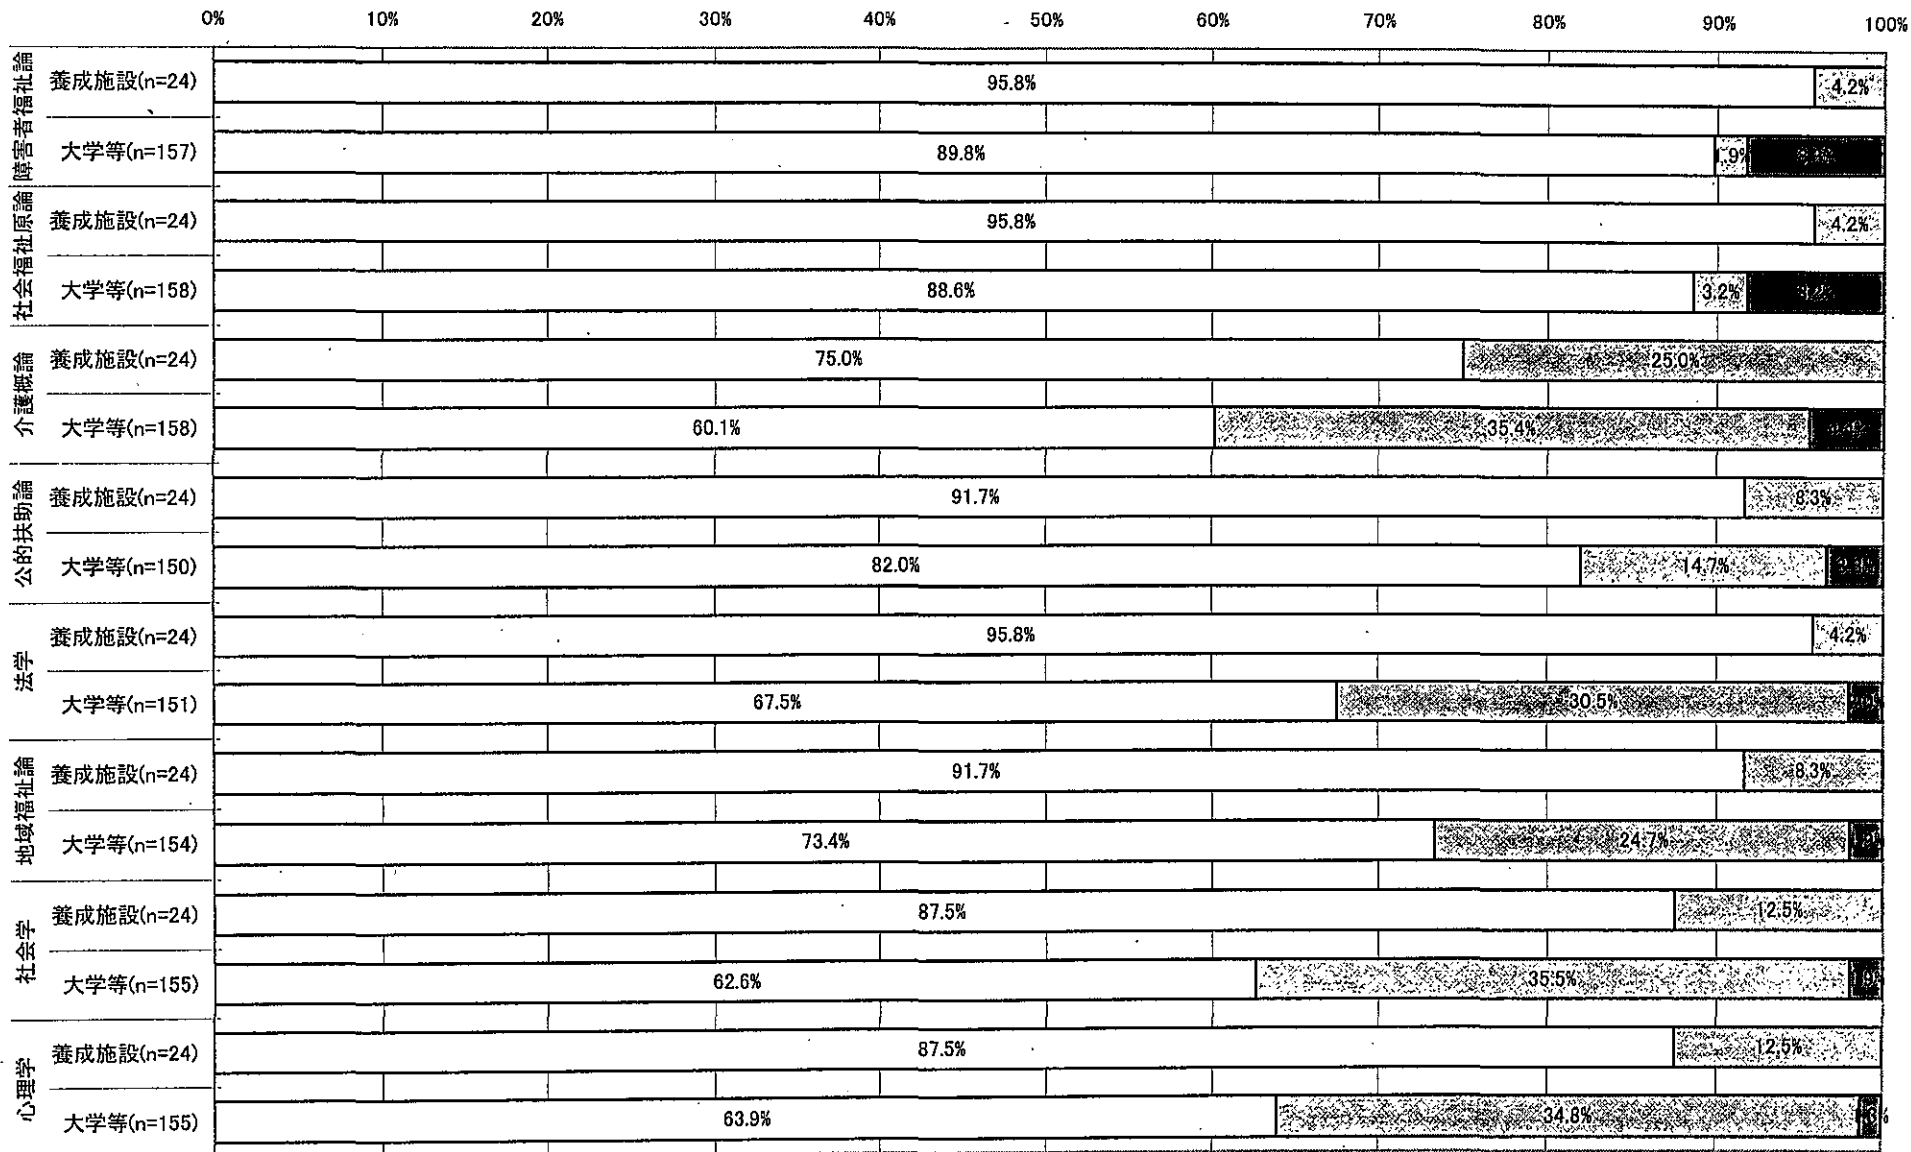 0% 10% 20% 30% 40% 50% 60% 70% 80% 90% 100%
障害者福祉論
養成施設(n=24) 95.8% 4.2%
大学等(n=157) 89.8% 1.9%
社会福祉原論
養成施設(n=24) 95.8% 4.2%
大学等(n=158) 88.6% 3.2%
介護概論
養成施設(n=24) 75.0% 25.0%
大学等(n=158) 60.1% 35.4%
公的扶助論
養成施設(n=24) 91.7% 8.3%
大学等(n=150) 82.0% 14.7%
法学
養成施設(n=24) 95.8% 4.2%
大学等(n=151) 67.5% 30.5%
地域福祉論
養成施設(n=24) 91.7% 8.3%
大学等(n=154) 73.4% 24.7%
社会学
養成施設(n=24) 87.5% 12.5%
大学等(n=155) 62.6% 35.5%
心理学
養成施設(n=24) 87.5% 12.5%
大学等(n=155) 63.9% 34.8%